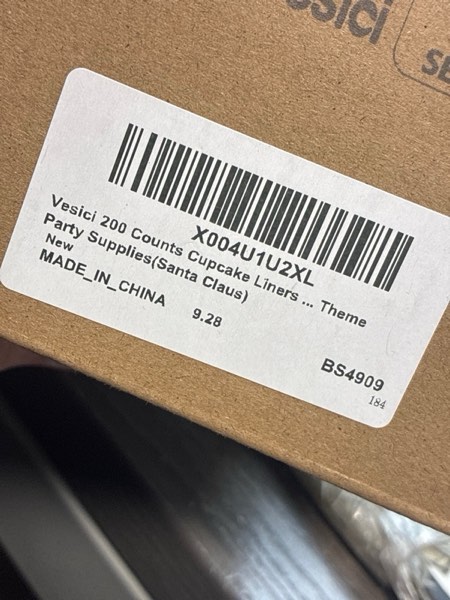 X004U1U2XL
Vesici 200 Counts Cupcake Liners ... Theme
Party Supplies(Santa Claus)
New
MADE_IN_CHINA
9.28
BS4909
184